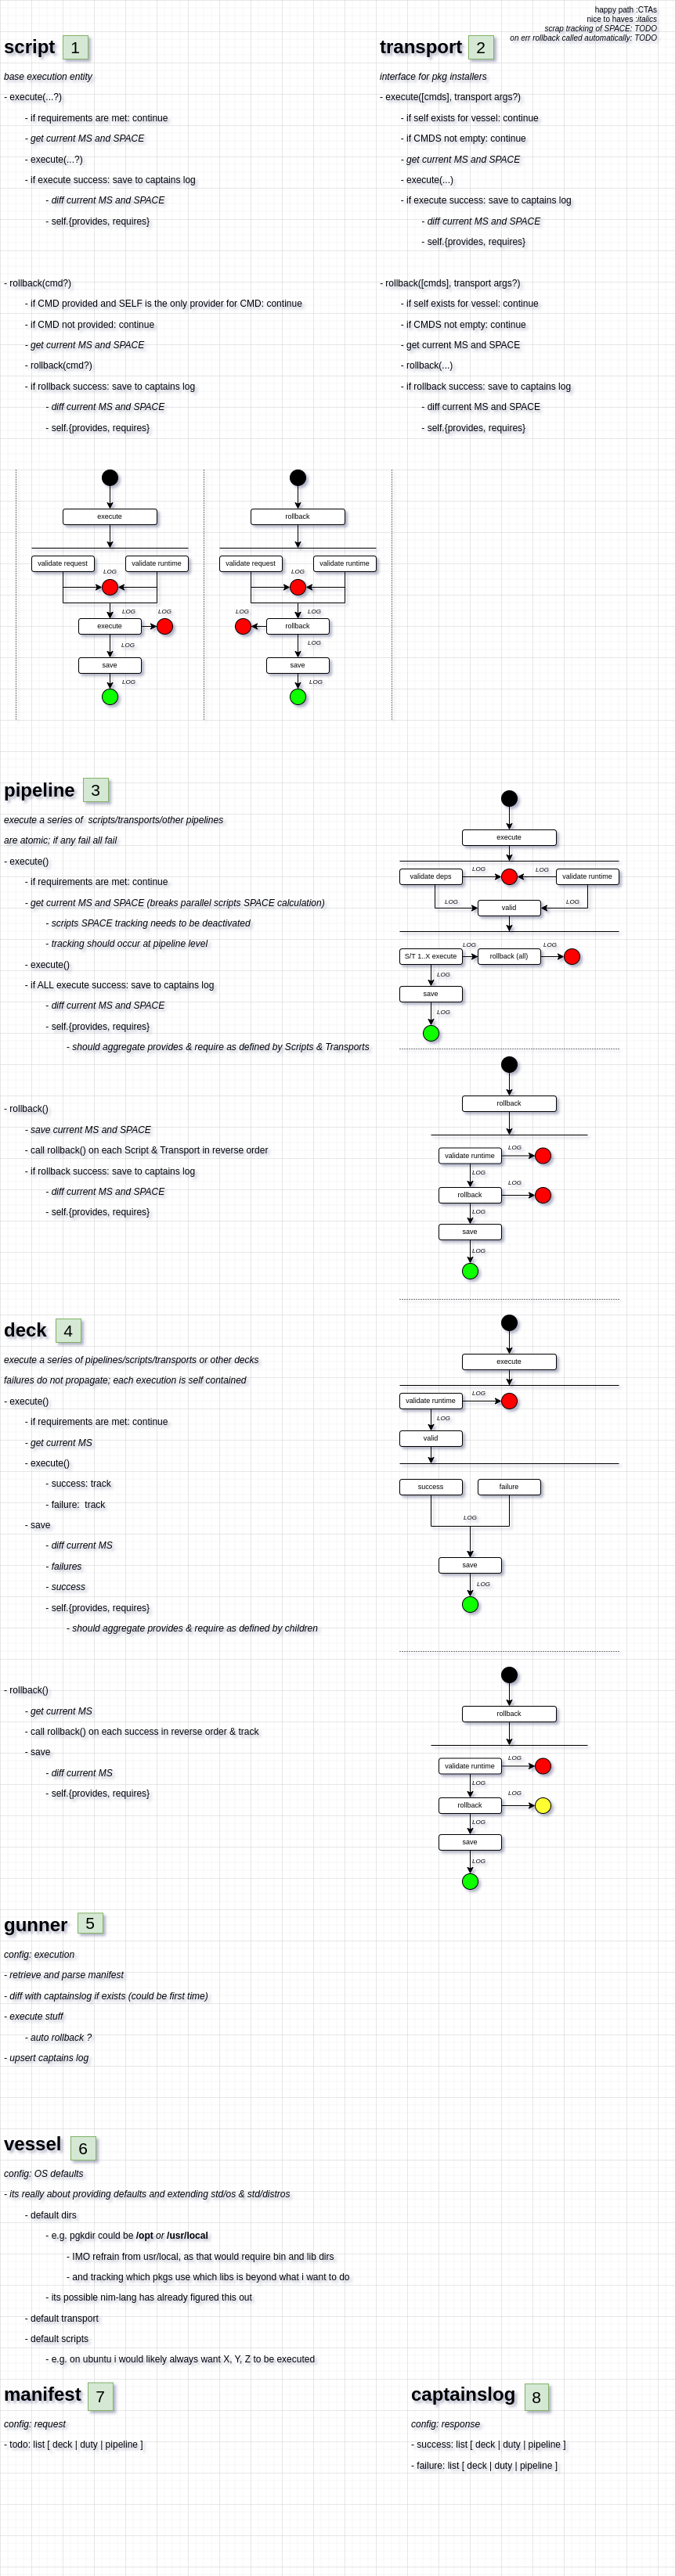 happy path :CTAs
nice to haves :italics
scrap tracking of SPACE: TODO
on err rollback called automatically: TODO
script 1
base execution entity
- execute(...?)
- if requirements are met: continue
- get current MS and SPACE
- execute(...?)
- if execute success: save to captains log
- diff current MS and SPACE
- self.{provides, requires}
- rollback(cmd?)
- if CMD provided and SELF is the only provider for CMD: continue
- if CMD not provided: continue
- get current MS and SPACE
- rollback(cmd?)
- if rollback success: save to captains log
- diff current MS and SPACE
- self.{provides, requires}
transport 2
interface for pkg installers
- execute([cmds], transport args?)
- if self exists for vessel: continue
- if CMDS not empty: continue
- get current MS and SPACE
- execute(...)
- if execute success: save to captains log
- diff current MS and SPACE
- self.{provides, requires}
- rollback([cmds], transport args?)
- if self exists for vessel: continue
- if CMDS not empty: continue
- get current MS and SPACE
- rollback(...)
- if rollback success: save to captains log
- diff current MS and SPACE
- self.{provides, requires}
execute
validate request
validate runtime
LOG
LOG
LOG
execute
LOG
save
LOG
rollback
validate request
validate runtime
LOG
LOG
LOG
rollback
LOG
save
LOG
pipeline 3
execute a series of  scripts/transports/other pipelines
are atomic; if any fail all fail
- execute()
- if requirements are met: continue
- get current MS and SPACE (breaks parallel scripts SPACE calculation)
- scripts SPACE tracking needs to be deactivated
- tracking should occur at pipeline level
- execute()
- if ALL execute success: save to captains log
- diff current MS and SPACE
- self.{provides, requires}
- should aggregate provides & require as defined by Scripts & Transports
- rollback()
- save current MS and SPACE
- call rollback() on each Script & Transport in reverse order
- if rollback success: save to captains log
- diff current MS and SPACE
- self.{provides, requires}
execute
validate deps
LOG
LOG
validate runtime
LOG
valid
LOG
S/T 1..X execute
LOG
rollback (all)
LOG
LOG
save
LOG
rollback
validate runtime
LOG
LOG
rollback
LOG
LOG
save
LOG
deck 4
execute a series of pipelines/scripts/transports or other decks
failures do not propagate; each execution is self contained
- execute()
- if requirements are met: continue
- get current MS
- execute()
- success: track
- failure:  track
- save
- diff current MS
- failures
- success
- self.{provides, requires}
- should aggregate provides & require as defined by children
- rollback()
- get current MS
- call rollback() on each success in reverse order & track
- save
- diff current MS
- self.{provides, requires}
execute
validate runtime
LOG
LOG
valid
success
failure
LOG
save
LOG
rollback
validate runtime
LOG
LOG
rollback
LOG
LOG
save
LOG
gunner 5
config: execution
- retrieve and parse manifest
- diff with captainslog if exists (could be first time)
- execute stuff
- auto rollback ?
- upsert captains log
vessel 6
config: OS defaults
- its really about providing defaults and extending std/os & std/distros
- default dirs
- e.g. pgkdir could be /opt or /usr/local
- IMO refrain from usr/local, as that would require bin and lib dirs
- and tracking which pkgs use which libs is beyond what i want to do
- its possible nim-lang has already figured this out
- default transport
- default scripts
- e.g. on ubuntu i would likely always want X, Y, Z to be executed
manifest 7
config: request
- todo: list [ deck | duty | pipeline ]
captainslog 8
config: response
- success: list [ deck | duty | pipeline ]
- failure: list [ deck | duty | pipeline ]